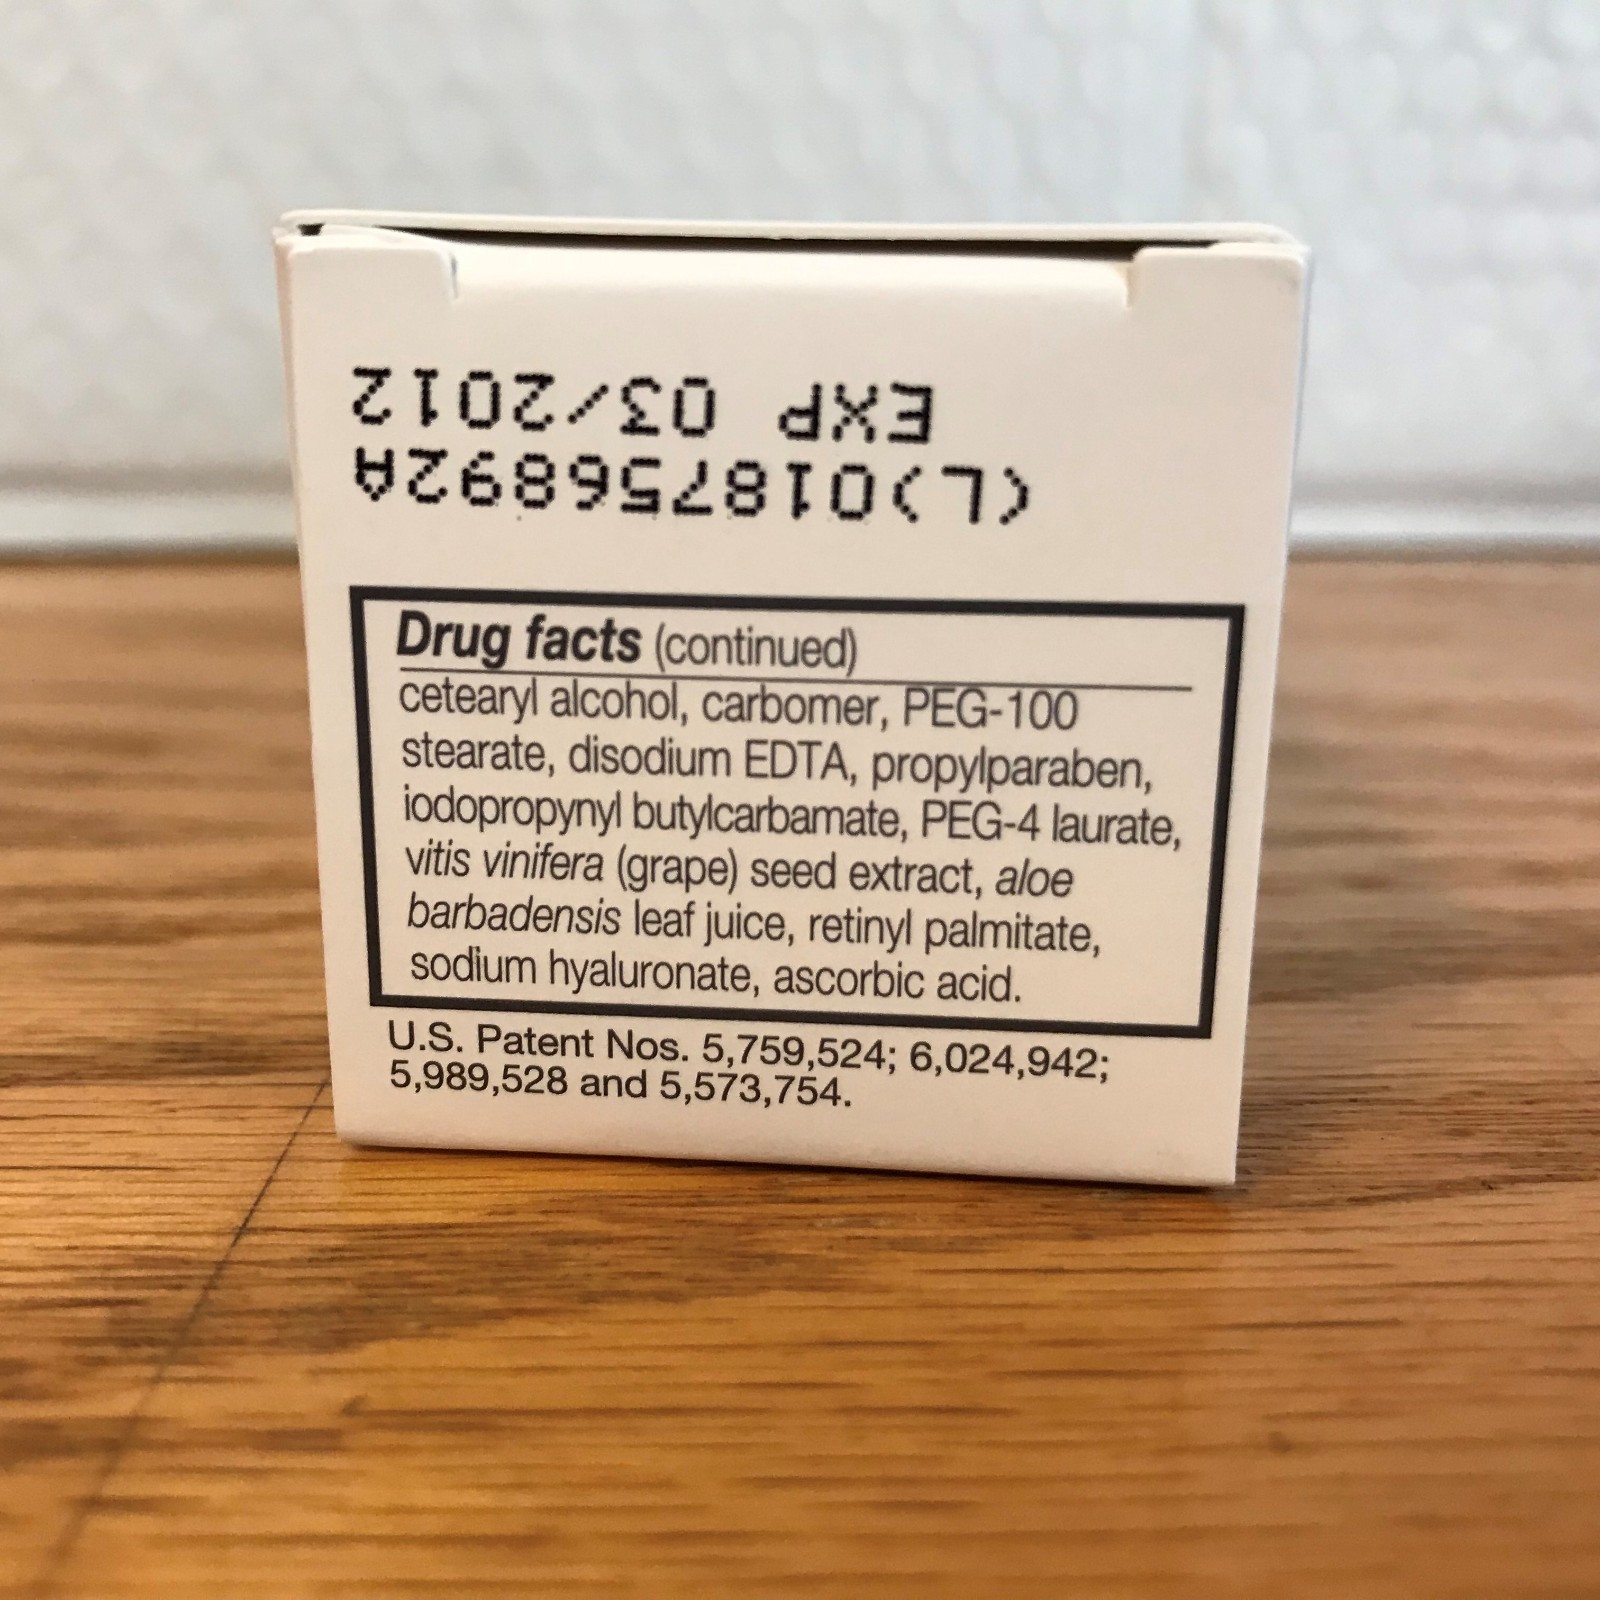 (L)018756892A
EXP 03/2012
Drug facts (continued)
cetearyl alcohol, carbomer, PEG-100
stearate, disodium EDTA, propylparaben,
iodopropynyl butylcarbamate, PEG-4 laurate,
vitis vinifera (grape) seed extract, aloe
barbadensis leaf juice, retinyl palmitate,
sodium hyaluronate, ascorbic acid.
U.S. Patent Nos. 5,759,524; 6,024,942;
5,989,528 and 5,573,754.